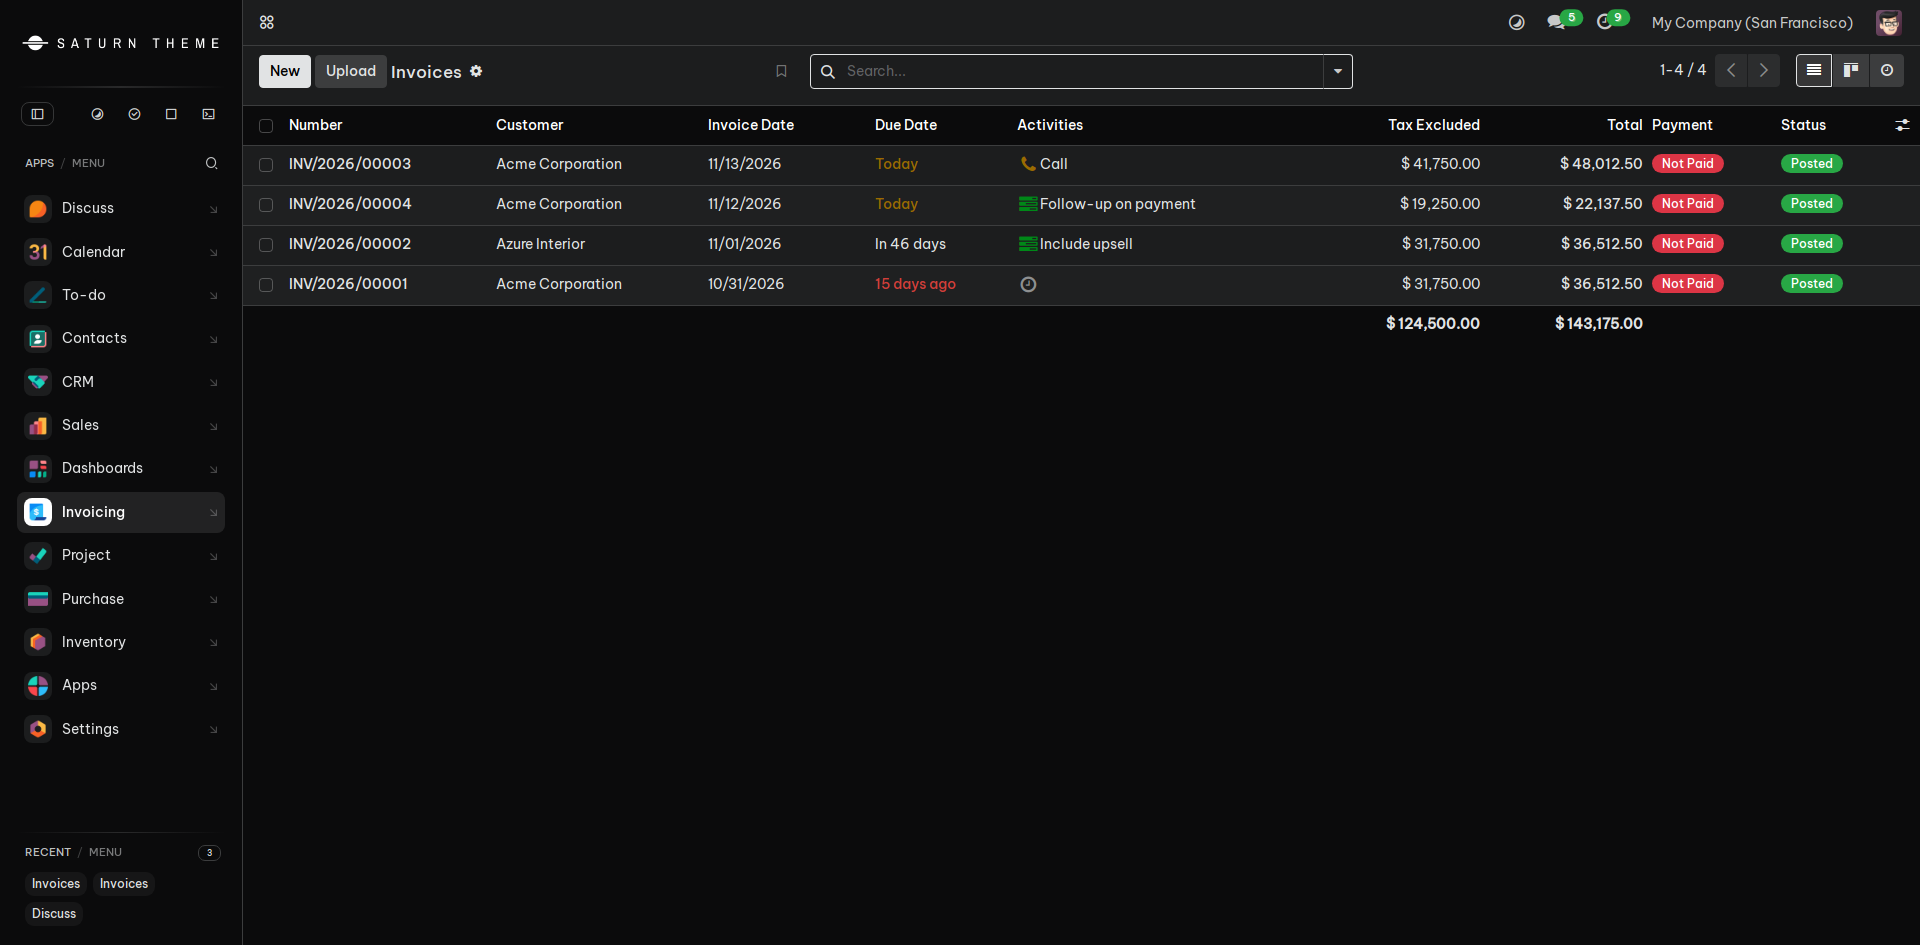 SATURN THEME
APPS / MENU
Discuss
31
Calendar
To-do
Contacts
CRM
Sales
Dashboards
$
Invoicing
Project
Purchase
Inventory
Apps
Settings
RECENT / MENU 3
Invoices Invoices
Discuss
5 9 My Company (San Francisco)
New Upload Invoices Search... 1-4 / 4
Number Customer Invoice Date Due Date Activities Tax Excluded Total Payment Status
INV/2026/00003 Acme Corporation 11/13/2026 Today Call $ 41,750.00 $ 48,012.50 Not Paid Posted
INV/2026/00004 Acme Corporation 11/12/2026 Today Follow-up on payment $ 19,250.00 $ 22,137.50 Not Paid Posted
INV/2026/00002 Azure Interior 11/01/2026 In 46 days Include upsell $ 31,750.00 $ 36,512.50 Not Paid Posted
INV/2026/00001 Acme Corporation 10/31/2026 15 days ago $ 31,750.00 $ 36,512.50 Not Paid Posted
$ 124,500.00 $ 143,175.00